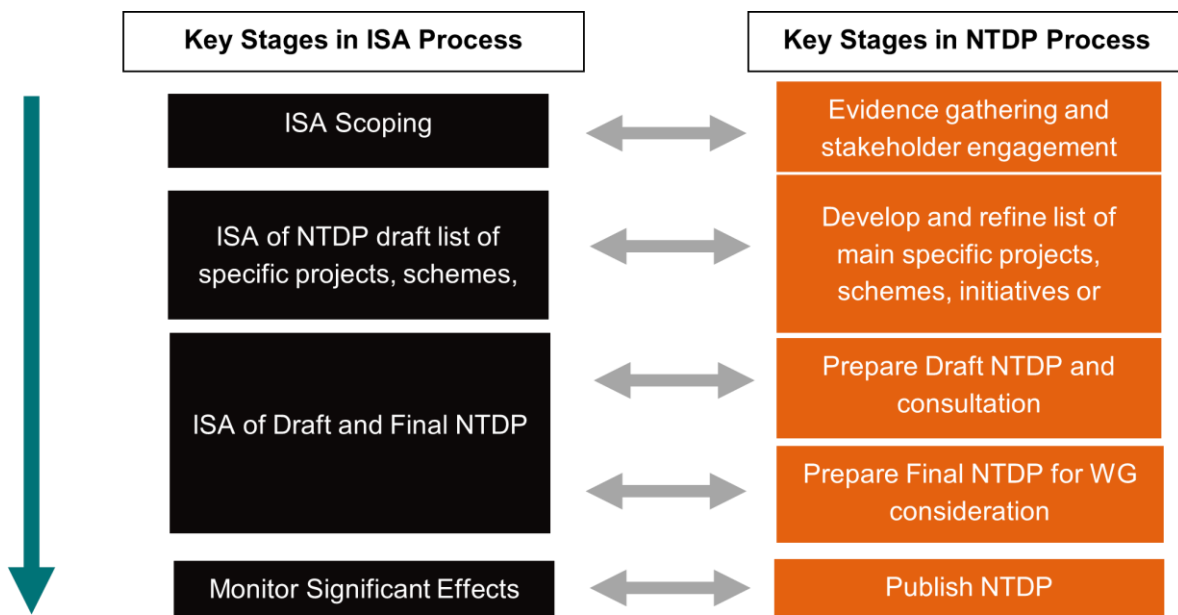 Key Stages in ISA Process
Key Stages in NTDP Process
ISA Scoping
Evidence gathering and
stakeholder engagement
ISA of NTDP draft list of
specific projects, schemes,
Develop and refine list of
main specific projects,
schemes, initiatives or
ISA of Draft and Final NTDP
Prepare Draft NTDP and
consultation
Prepare Final NTDP for WG
consideration
Monitor Significant Effects
Publish NTDP